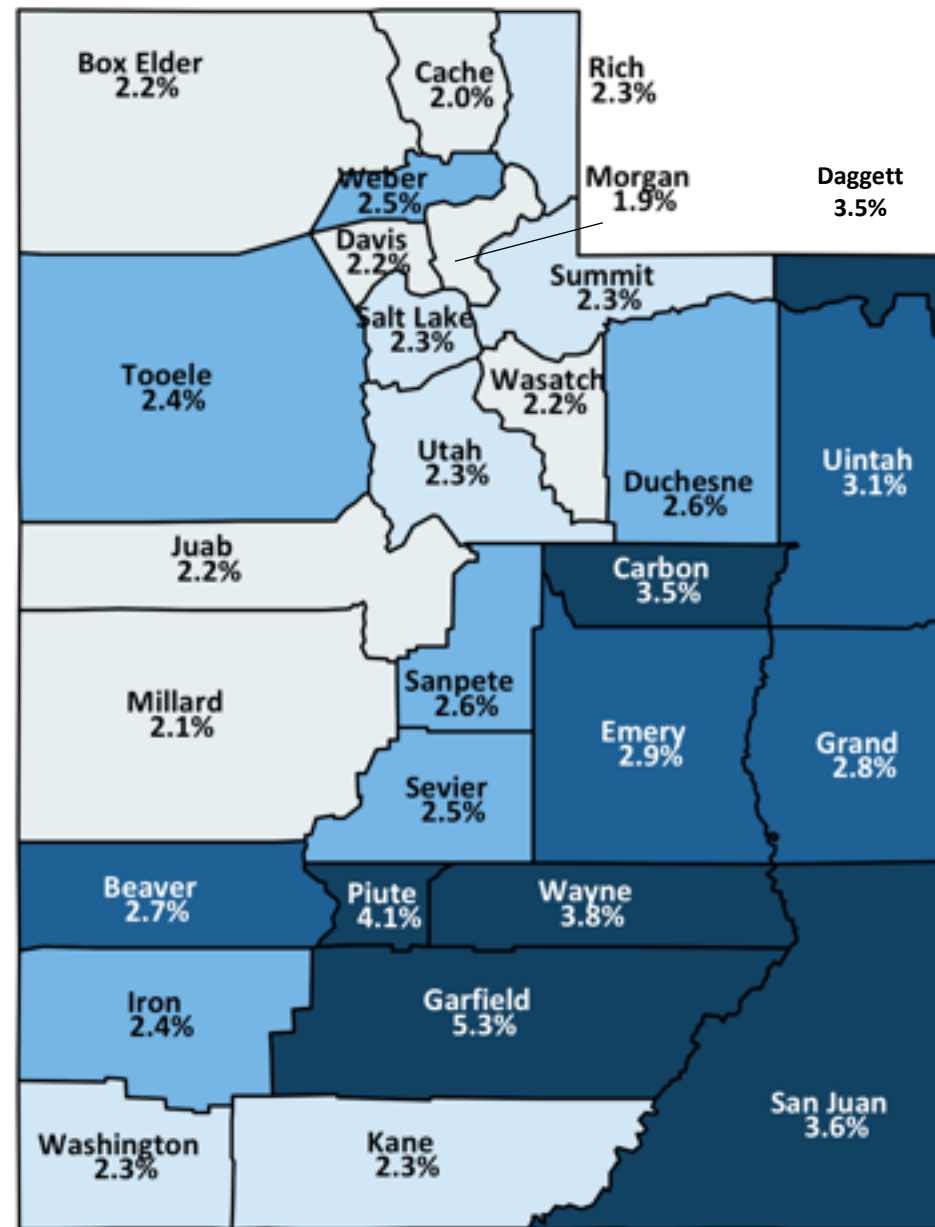 Box Elder
2.2%
Cache
2.0%
Rich
2.3%
Weber
2.5%
Morgan
1.9%
Daggett
3.5%
Davis
2.2%
Summit
2.3%
Salt Lake
2.3%
Tooele
2.4%
Wasatch
2.2%
Utah
2.3%
Duchesne
2.6%
Uintah
3.1%
Juab
2.2%
Carbon
3.5%
Millard
2.1%
Sanpete
2.6%
Emery
2.9%
Grand
2.8%
Sevier
2.5%
Beaver
2.7%
Piute
4.1%
Wayne
3.8%
Iron
2.4%
Garfield
5.3%
San Juan
3.6%
Washington
2.3%
Kane
2.3%